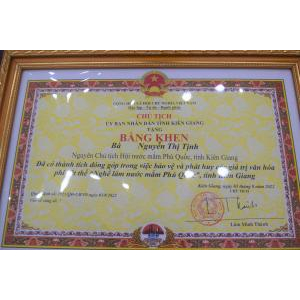 CỘNG HÒA XÃ HỘI CHỦ NGHĨA VIỆT NAM
Độc lập - Tự do - Hạnh phúc
CHỦ TỊCH
ỦY BAN NHÂN DÂN TỈNH KIÊN GIANG
TẶNG
BẰNG KHEN
Bà Nguyễn Thị Tịnh
Nguyên Chủ tịch Hội nước mắm Phú Quốc, tỉnh Kiên Giang
Đã có thành tích đóng góp trong việc bảo vệ và phát huy các giá trị văn hóa
phi vật thể "Nghề làm nước mắm Phú Quốc", tỉnh Kiên Giang
Kiên Giang, ngày
CHỦ TỊCH
Lâm Minh Thành